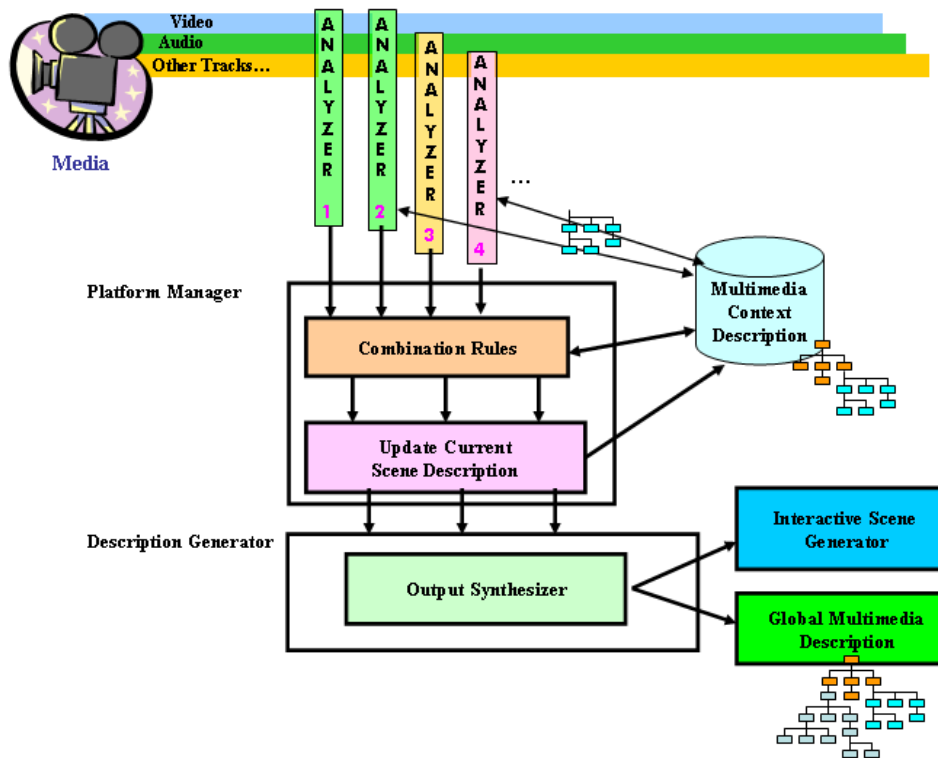 Video
Audio
Other Tracks...
Media
ANALYZER
1
ANALYZER
2
ANALYZER
3
ANALYZER
4
...
Platform Manager
Combination Rules
Update Current
Scene Description
Multimedia
Context
Description
Description Generator
Output Synthesizer
Interactive Scene
Generator
Global Multimedia
Description